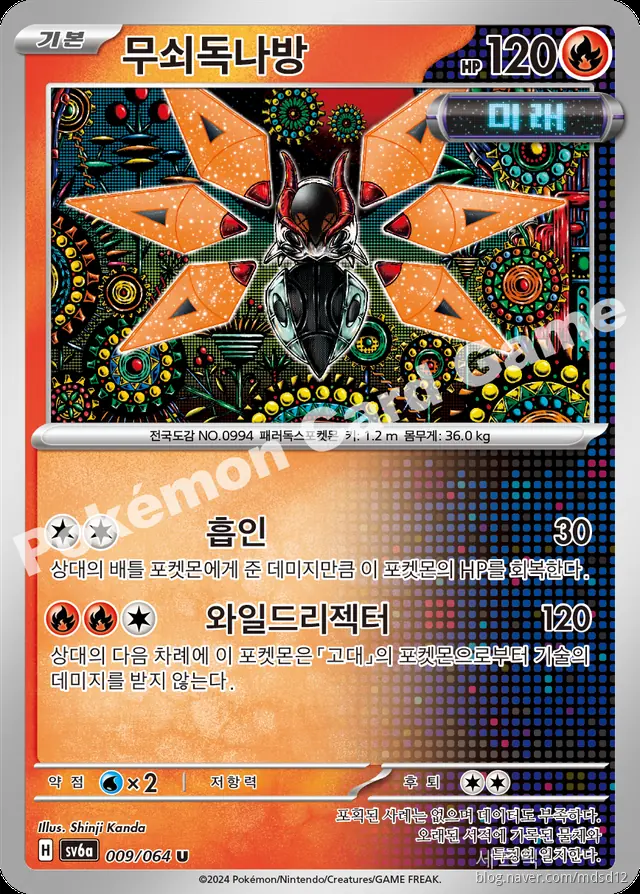 기본 무쇠독나방 HP 120
미래
전국도감 NO.0994 패러독스포켓몬 키: 1.2 m 몸무게: 36.0 kg
Pokémon Card Game
흡인 30
상대의 배틀 포켓몬에게 준 데미지만큼 이 포켓몬의 HP를 회복한다.
와일드리젝터 120
상대의 다음 차례에 이 포켓몬은 「고대」의 포켓몬으로부터 기술의
데미지를 받지 않는다.
약점 ×2 저항력 후퇴
Illus. Shinji Kanda
H sv6a 009/064 U
포획된 사례는 없으며 데이터도 부족하다.
오래된 서적에 기록된 물체와
특징이 일치한다.
©2024 Pokémon/Nintendo/Creatures/GAME FREAK.
blog.naver.com/mdsd12